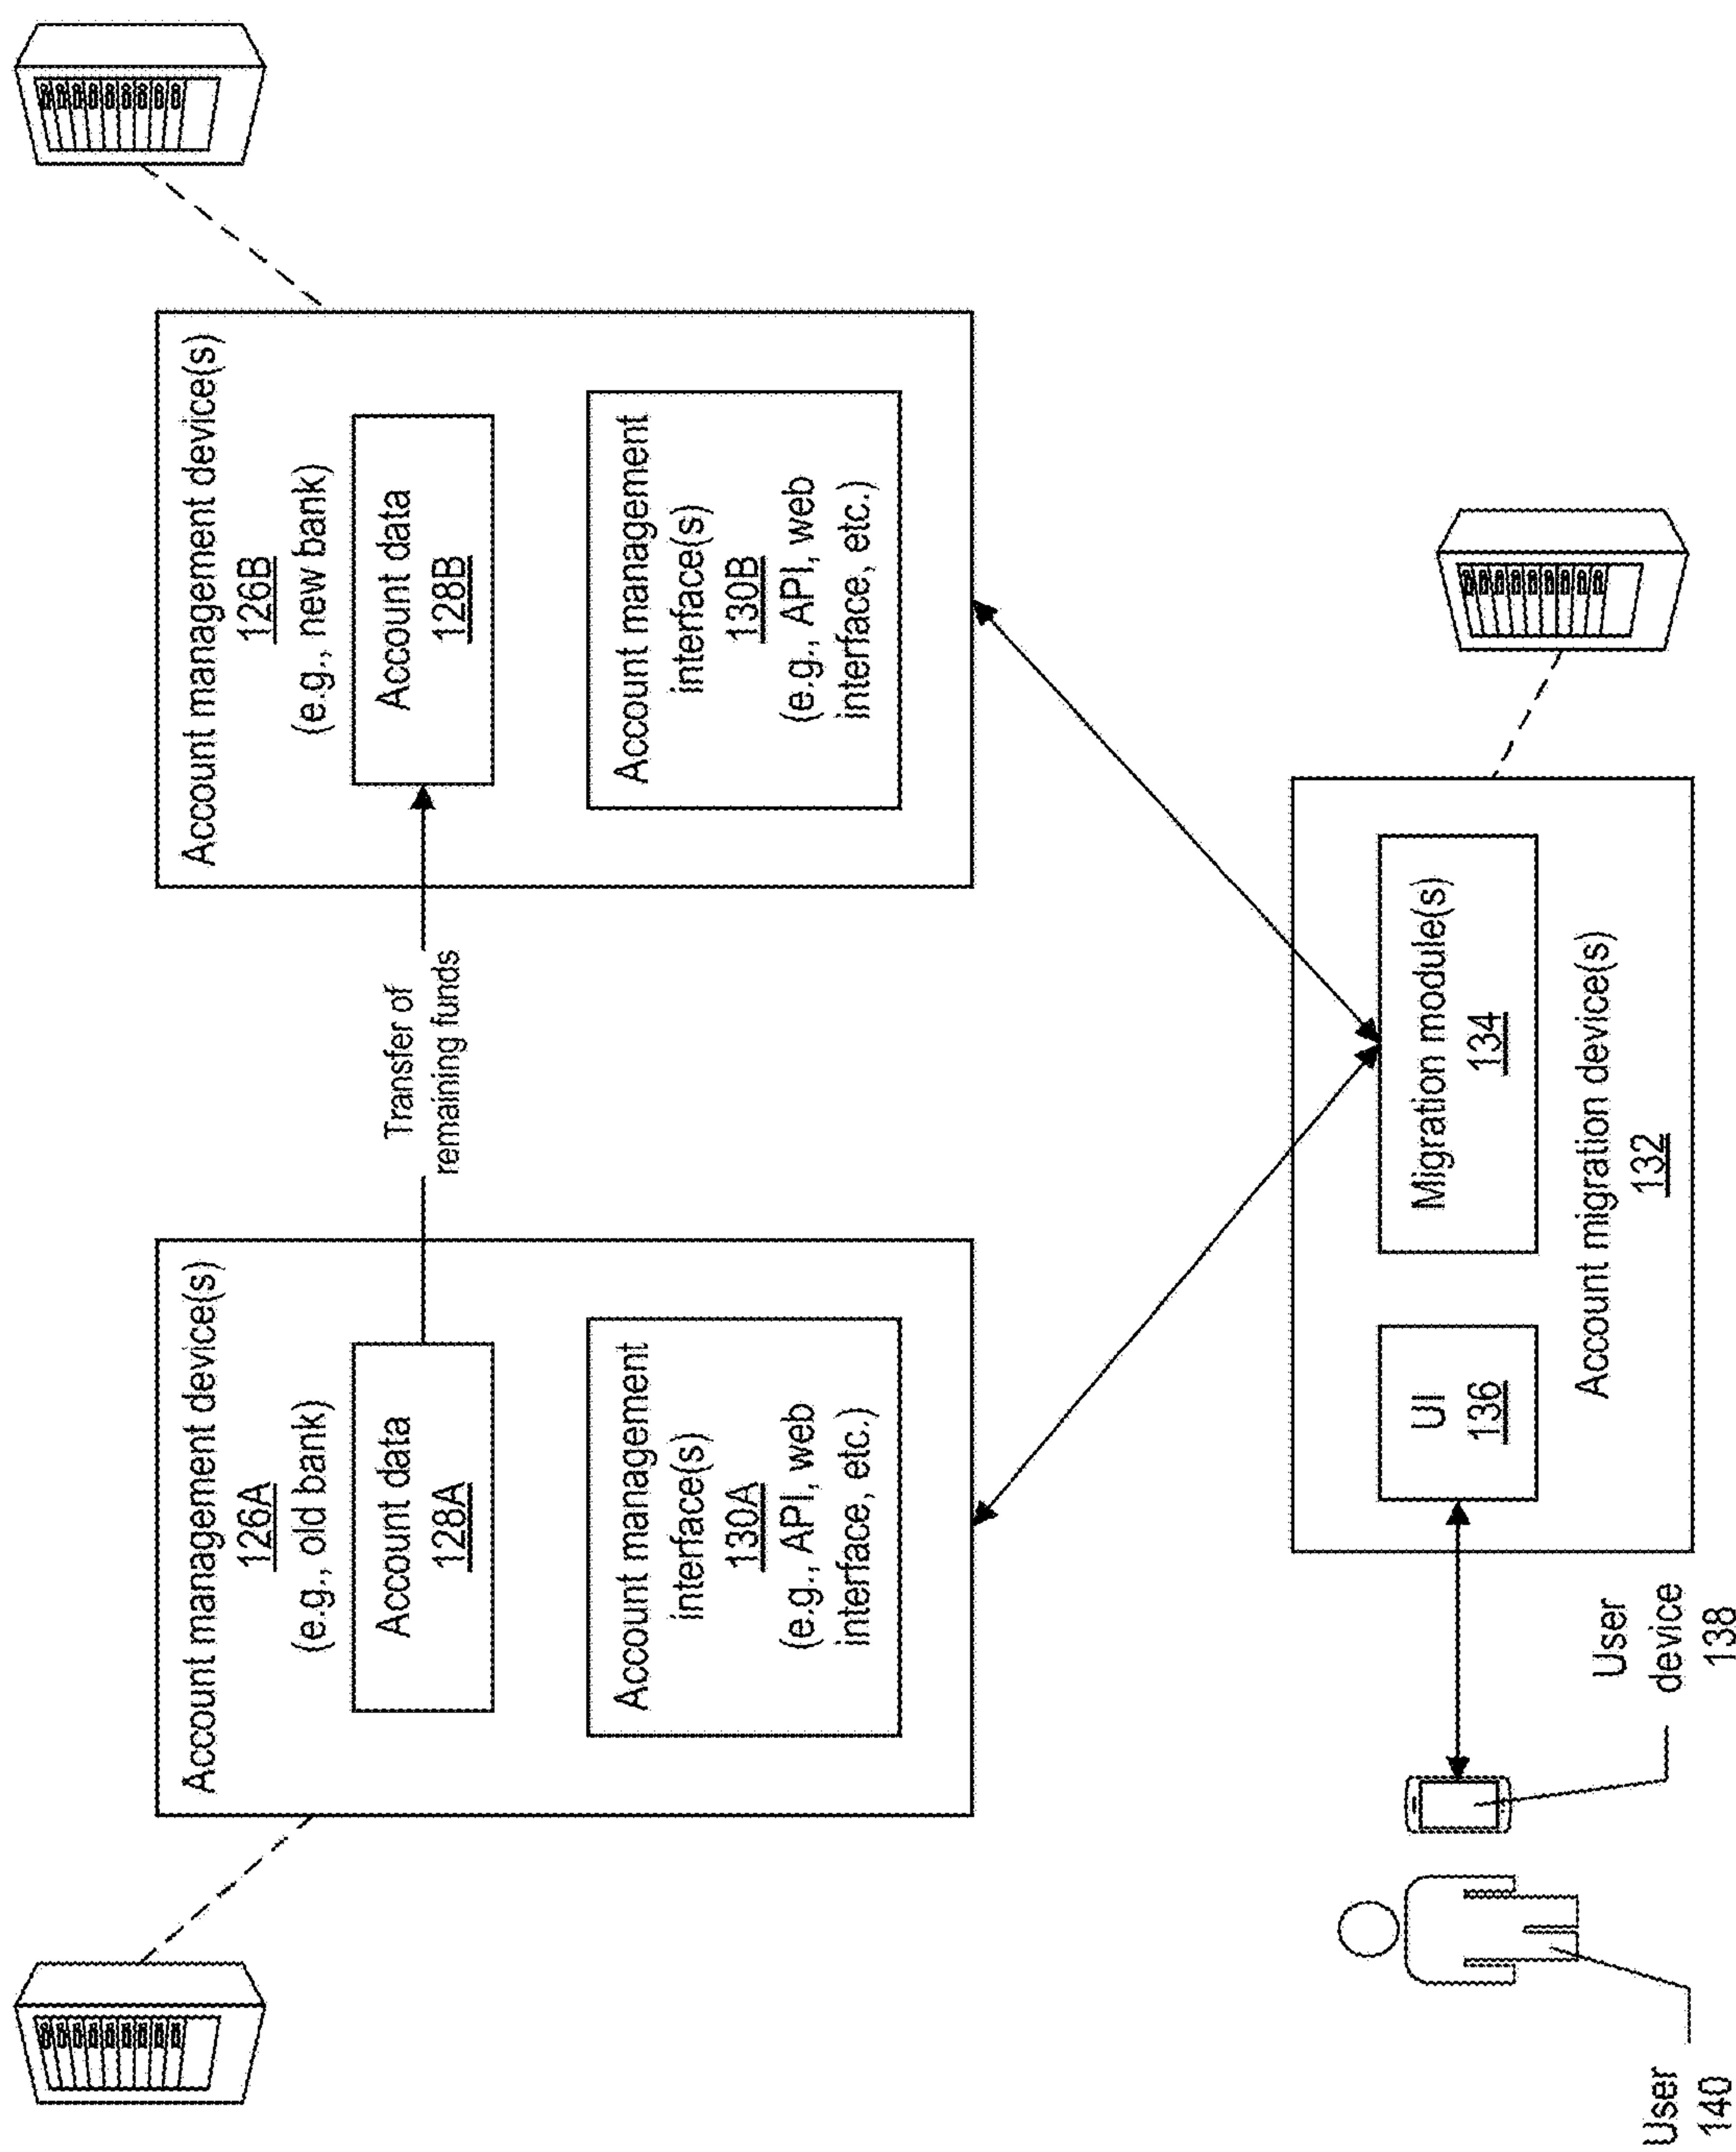 Account management device(s)
126A
(e.g., old bank)
Account data
128A
Account management
interface(s)
130A
(e.g., API, web
interface, etc.)
Transfer of
remaining funds
Account management device(s)
126B
(e.g., new bank)
Account data
128B
Account management
interface(s)
130B
(e.g., API, web
interface, etc.)
User
140
User
device
138
UI
136
Migration module(s)
134
Account migration device(s)
132